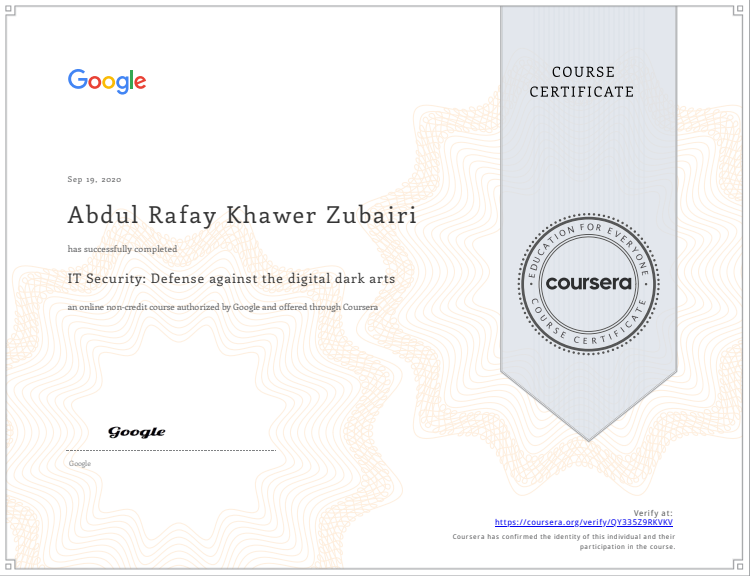 Google
COURSE
CERTIFICATE
Sep 19, 2020
Abdul Rafay Khawer Zubairi
has successfully completed
IT Security: Defense against the digital dark arts
an online non-credit course authorized by Google and offered through Coursera
EDUCATION FOR EVERYONE
coursera
COURSE CERTIFICATE
Google
Google
Verify at:
https://coursera.org/verify/QY335Z9RKVKV
Coursera has confirmed the identity of this individual and their
participation in the course.